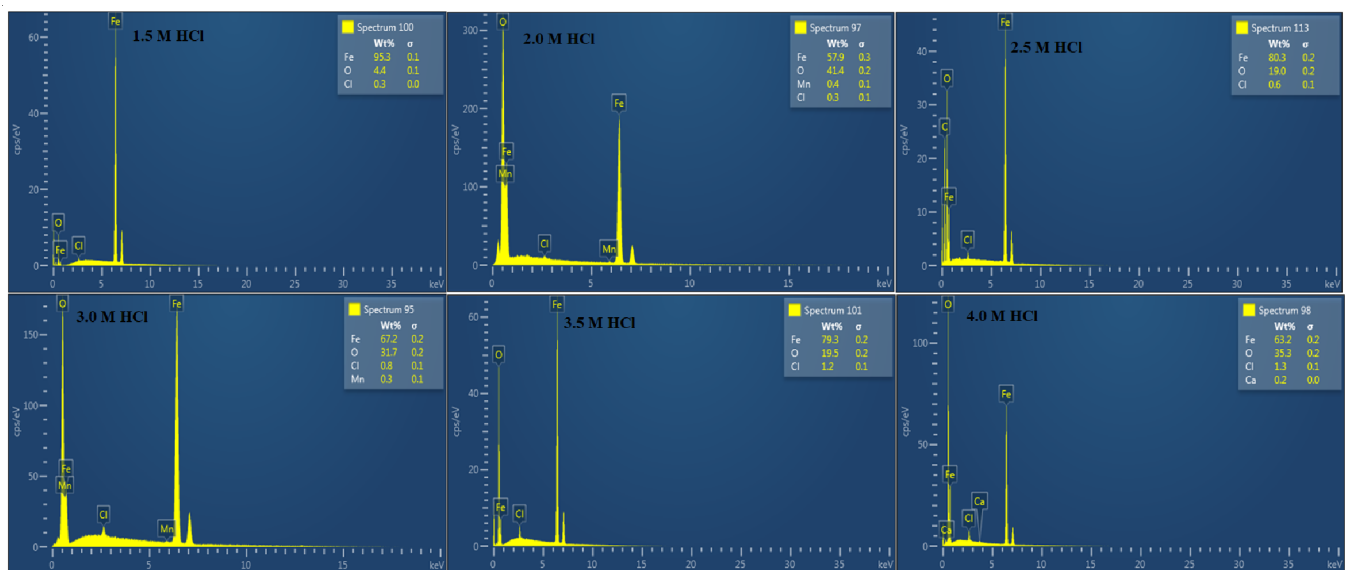 1.5 M HCl
Spectrum 100
Wt% σ
Fe 95.3 0.1
O 4.4 0.1
Cl 0.3 0.0
Fe
O
Fe
Cl
60
40
20
0
cps/eV
0 10 20 30 40 keV
2.0 M HCl
Spectrum 97
Wt% σ
Fe 57.9 0.3
O 41.4 0.2
Mn 0.4 0.1
Cl 0.3 0.1
O
Fe
Fe
Mn
Cl
Mn
300
200
100
0
cps/eV
0 5 10 15 keV
2.5 M HCl
Spectrum 113
Wt% σ
Fe 80.3 0.2
O 19.0 0.2
Cl 0.6 0.1
Fe
O
C
Fe
Cl
40
30
20
10
0
cps/eV
0 5 10 15 20 25 30 35 keV
3.0 M HCl
Spectrum 95
Wt% σ
Fe 67.2 0.2
O 31.7 0.2
Cl 0.8 0.1
Mn 0.3 0.1
O
Fe
Fe
Mn
Cl
Mn
150
100
50
0
cps/eV
0 5 10 15 keV
3.5 M HCl
Spectrum 101
Wt% σ
Fe 79.3 0.2
O 19.5 0.2
Cl 1.2 0.1
Fe
O
Fe
Cl
60
40
20
0
cps/eV
0 5 10 15 20 25 30 35 keV
4.0 M HCl
Spectrum 98
Wt% σ
Fe 63.2 0.2
O 35.3 0.2
Cl 1.3 0.1
Ca 0.2 0.0
O
Fe
Fe
Ca
Cl
Ca
100
50
0
cps/eV
0 5 10 15 20 25 30 35 keV